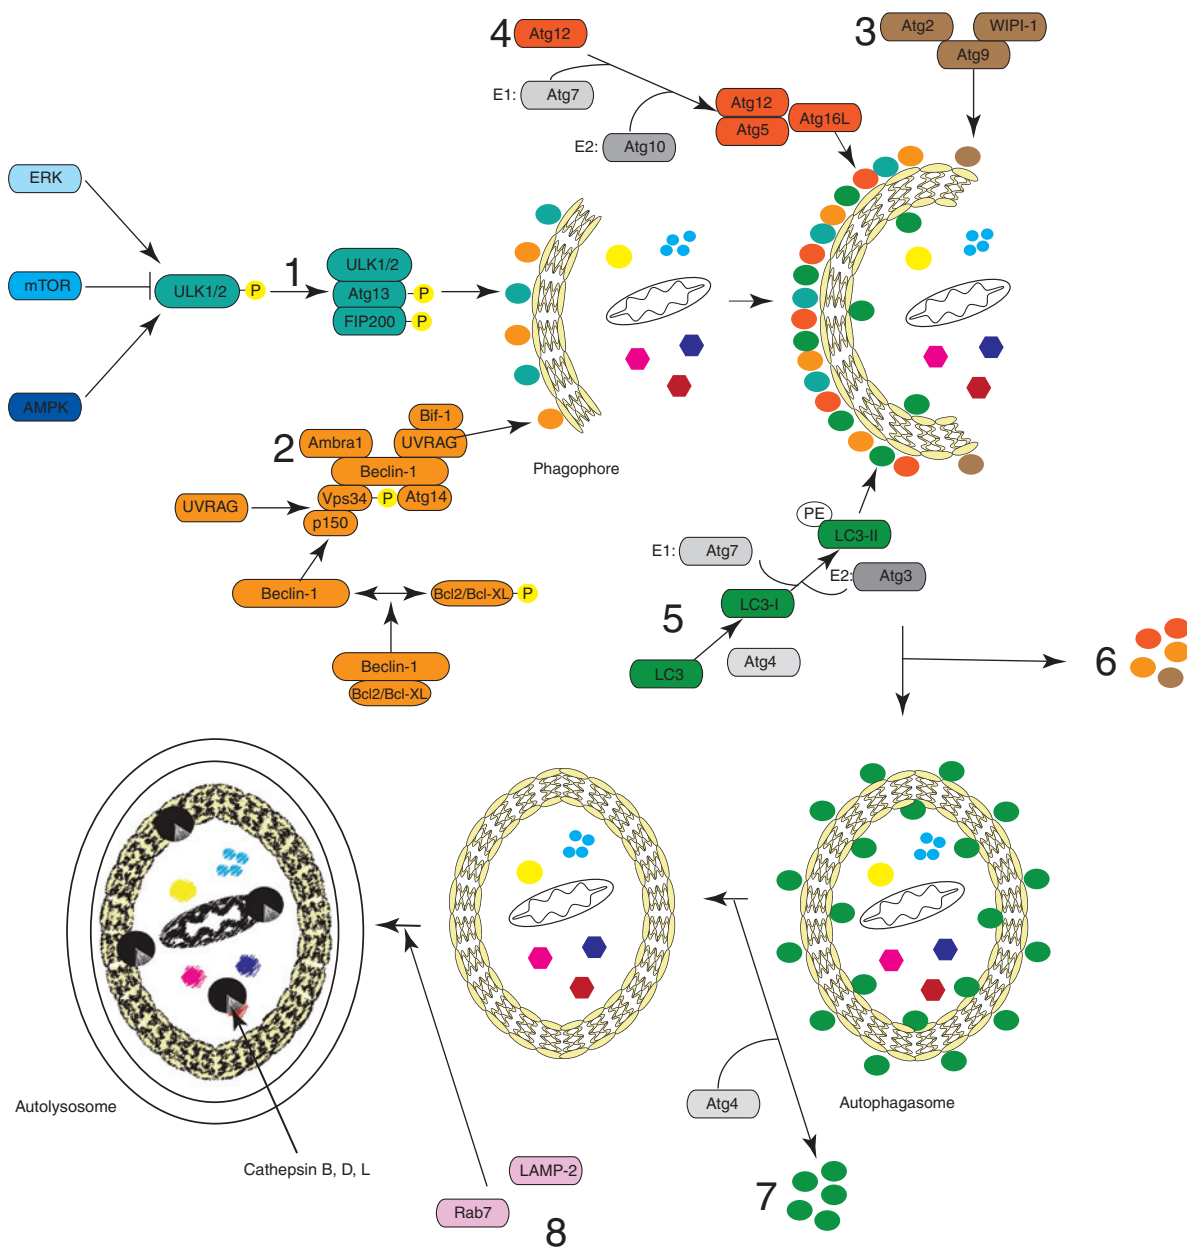 4
Atg12
3
Atg2
WIPI-1
Atg9
E1:
Atg7
Atg12
Atg5
Atg16L
E2:
Atg10
ERK
mTOR
AMPK
ULK1/2
P
1
ULK1/2
Atg13
P
FIP200
P
2
Ambra1
Bif-1
UVRAG
Beclin-1
Vps34
P
Atg14
p150
UVRAG
Beclin-1
Bcl2/Bcl-XL
P
Beclin-1
Bcl2/Bcl-XL
Phagophore
PE
LC3-II
E1:
Atg7
E2:
Atg3
LC3-I
5
LC3
Atg4
6
Autolysosome
Cathepsin B, D, L
Atg4
Autophagasome
LAMP-2
Rab7
8
7